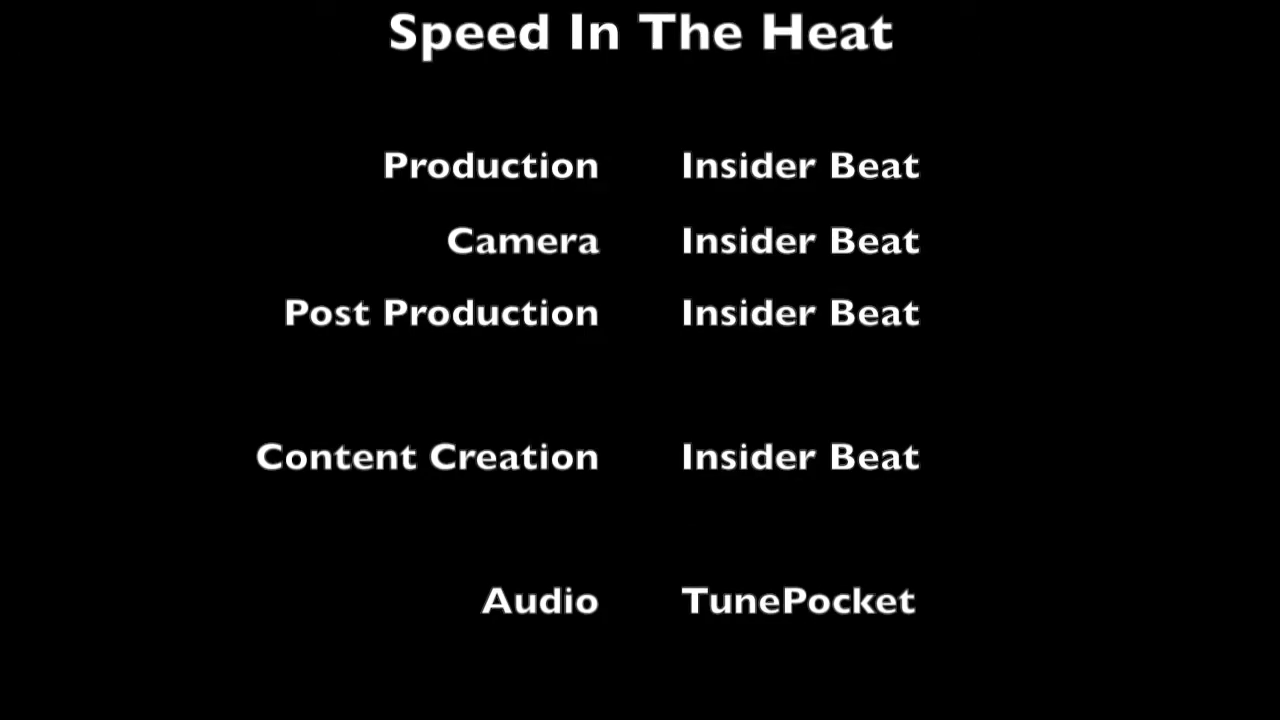 Speed In The Heat
Production Insider Beat
Camera Insider Beat
Post Production Insider Beat
Content Creation Insider Beat
Audio TunePocket